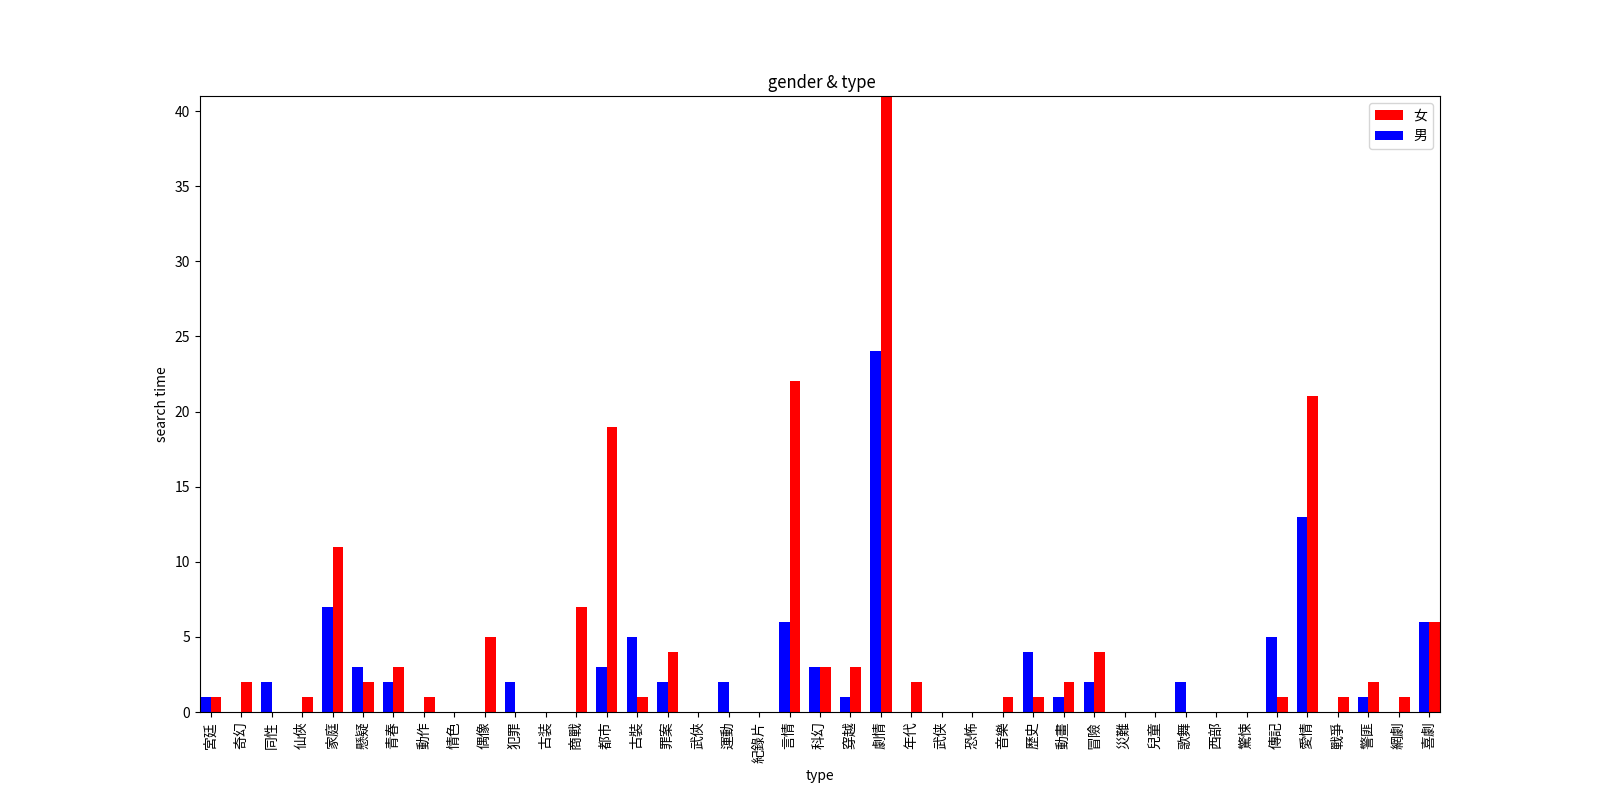 gender & type
女
男
search time
40
35
30
25
20
15
10
5
0
宮廷
奇幻
同性
仙俠
家庭
懸疑
青春
動作
情色
偶像
犯罪
古装
商戰
都市
古裝
罪案
武俠
運動
紀錄片
言情
科幻
穿越
劇情
年代
武侠
恐怖
音樂
歷史
動畫
冒險
災難
兒童
歌舞
西部
驚悚
傳記
愛情
戰爭
警匪
網劇
喜劇
type